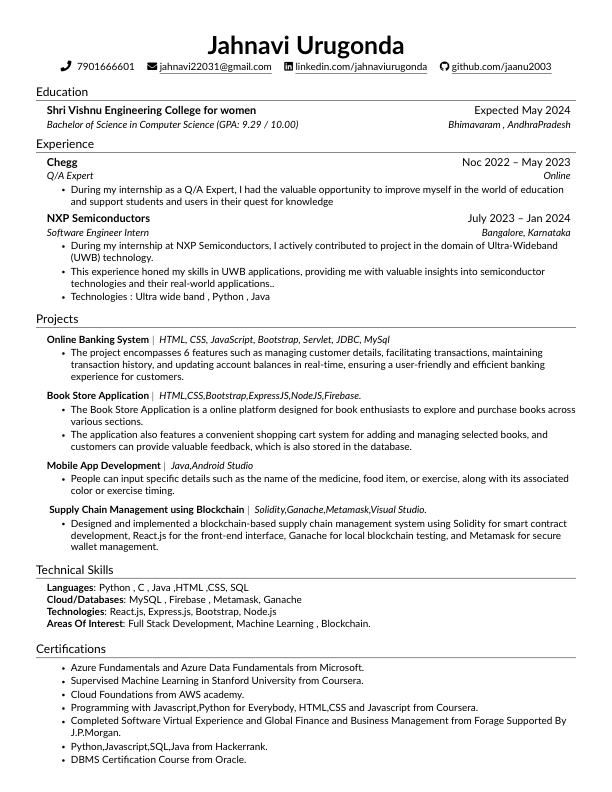 Jahnavi Urugonda
7901666601 jahnavi22031@gmail.com linkedin.com/jahnaviurugonda github.com/jaanu2003
Education
Shri Vishnu Engineering College for women Expected May 2024
Bachelor of Science in Computer Science (GPA: 9.29 / 10.00) Bhimavaram , AndhraPradesh
Experience
Chegg Noc 2022 – May 2023
Q/A Expert Online
• During my internship as a Q/A Expert, I had the valuable opportunity to improve myself in the world of education
and support students and users in their quest for knowledge
NXP Semiconductors July 2023 – Jan 2024
Software Engineer Intern Bangalore, Karnataka
• During my internship at NXP Semiconductors, I actively contributed to project in the domain of Ultra-Wideband
(UWB) technology.
• This experience honed my skills in UWB applications, providing me with valuable insights into semiconductor
technologies and their real-world applications..
• Technologies : Ultra wide band , Python , Java
Projects
Online Banking System | HTML, CSS, JavaScript, Bootstrap, Servlet, JDBC, MySql
• The project encompasses 6 features such as managing customer details, facilitating transactions, maintaining
transaction history, and updating account balances in real-time, ensuring a user-friendly and efficient banking
experience for customers.
Book Store Application | HTML,CSS,Bootstrap,ExpressJS,NodeJS,Firebase.
• The Book Store Application is a online platform designed for book enthusiasts to explore and purchase books across
various sections.
• The application also features a convenient shopping cart system for adding and managing selected books, and
customers can provide valuable feedback, which is also stored in the database.
Mobile App Development | Java,Android Studio
• People can input specific details such as the name of the medicine, food item, or exercise, along with its associated
color or exercise timing.
Supply Chain Management using Blockchain | Solidity,Ganache,Metamask,Visual Studio.
• Designed and implemented a blockchain-based supply chain management system using Solidity for smart contract
development, React.js for the front-end interface, Ganache for local blockchain testing, and Metamask for secure
wallet management.
Technical Skills
Languages: Python , C , Java ,HTML ,CSS, SQL
Cloud/Databases: MySQL , Firebase , Metamask, Ganache
Technologies: React.js, Express.js, Bootstrap, Node.js
Areas Of Interest: Full Stack Development, Machine Learning , Blockchain.
Certifications
• Azure Fundamentals and Azure Data Fundamentals from Microsoft.
• Supervised Machine Learning in Stanford University from Coursera.
• Cloud Foundations from AWS academy.
• Programming with Javascript,Python for Everybody, HTML,CSS and Javascript from Coursera.
• Completed Software Virtual Experience and Global Finance and Business Management from Forage Supported By
J.P.Morgan.
• Python,Javascript,SQL,Java from Hackerrank.
• DBMS Certification Course from Oracle.